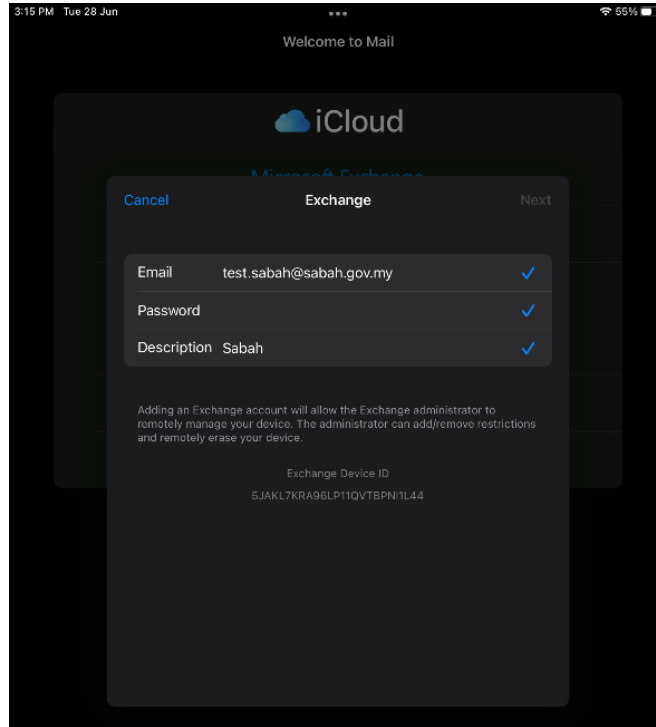 3:15 PM Tue 28 Jun
55%
Welcome to Mail
iCloud
Microsoft Exchange
Cancel
Exchange
Next
Email test.sabah@sabah.gov.my
Password
Description Sabah
Adding an Exchange account will allow the Exchange administrator to
remotely manage your device. The administrator can add/remove restrictions
and remotely erase your device.
Exchange Device ID
5JAKL7KRA96LP11QVTBPNI1L44